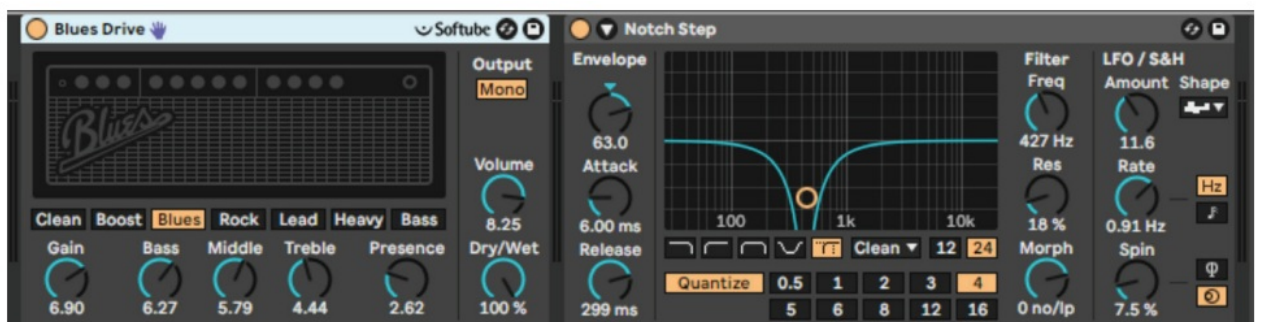 Blues Drive
Softube
Blues
Output
Mono
Volume
8.25
Clean Boost Blues Rock Lead Heavy Bass
Gain Bass Middle Treble Presence Dry/Wet
6.90 6.27 5.79 4.44 2.62 100 %
Notch Step
Envelope
63.0
Attack
6.00 ms
Release
299 ms
100 1k 10k
Clean 12 24
Quantize 0.5 1 2 3 4
5 6 8 12 16
Filter
Freq
427 Hz
Res
18 %
Morph
0 no/lp
LFO / S&H
Amount Shape
11.6
Rate
Hz
0.91 Hz
Spin
7.5 %